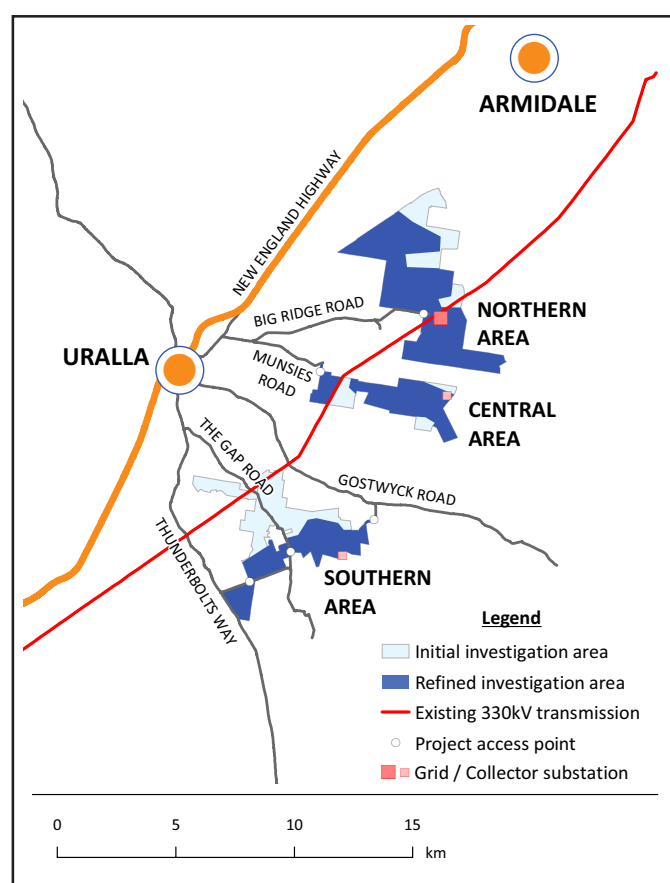 ARMIDALE
NEW ENGLAND HIGHWAY
BIG RIDGE ROAD
NORTHERN
AREA
URALLA
MUNSIES
ROAD
CENTRAL
AREA
THE GAP ROAD
GOSTWYCK ROAD
THUNDERBOLTS WAY
SOUTHERN
AREA
Legend
Initial investigation area
Refined investigation area
Existing 330kV transmission
Project access point
Grid / Collector substation
0 5 10 15
km